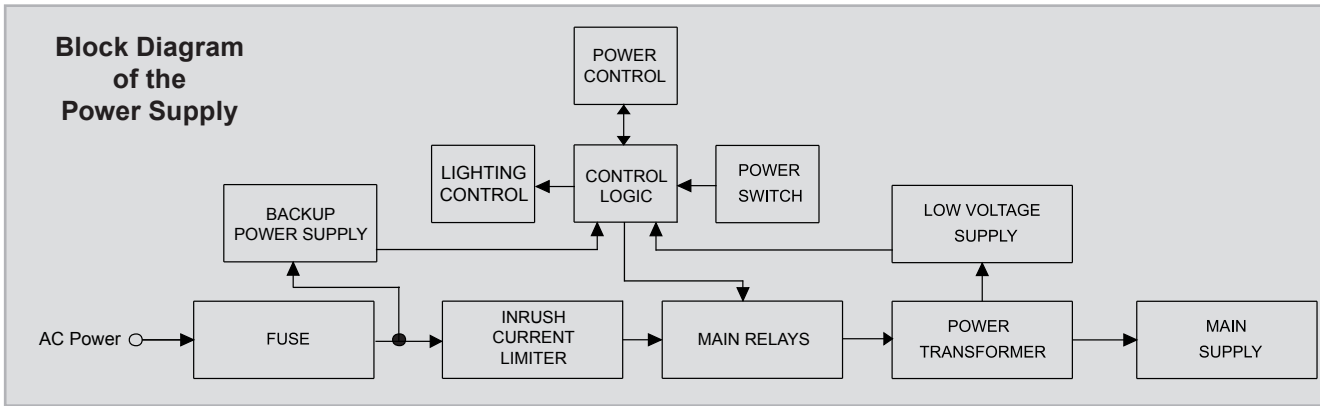 Block Diagram
of the
Power Supply
POWER
CONTROL
LIGHTING
CONTROL
CONTROL
LOGIC
POWER
SWITCH
BACKUP
POWER SUPPLY
LOW VOLTAGE
SUPPLY
AC Power
FUSE
INRUSH
CURRENT
LIMITER
MAIN RELAYS
POWER
TRANSFORMER
MAIN
SUPPLY